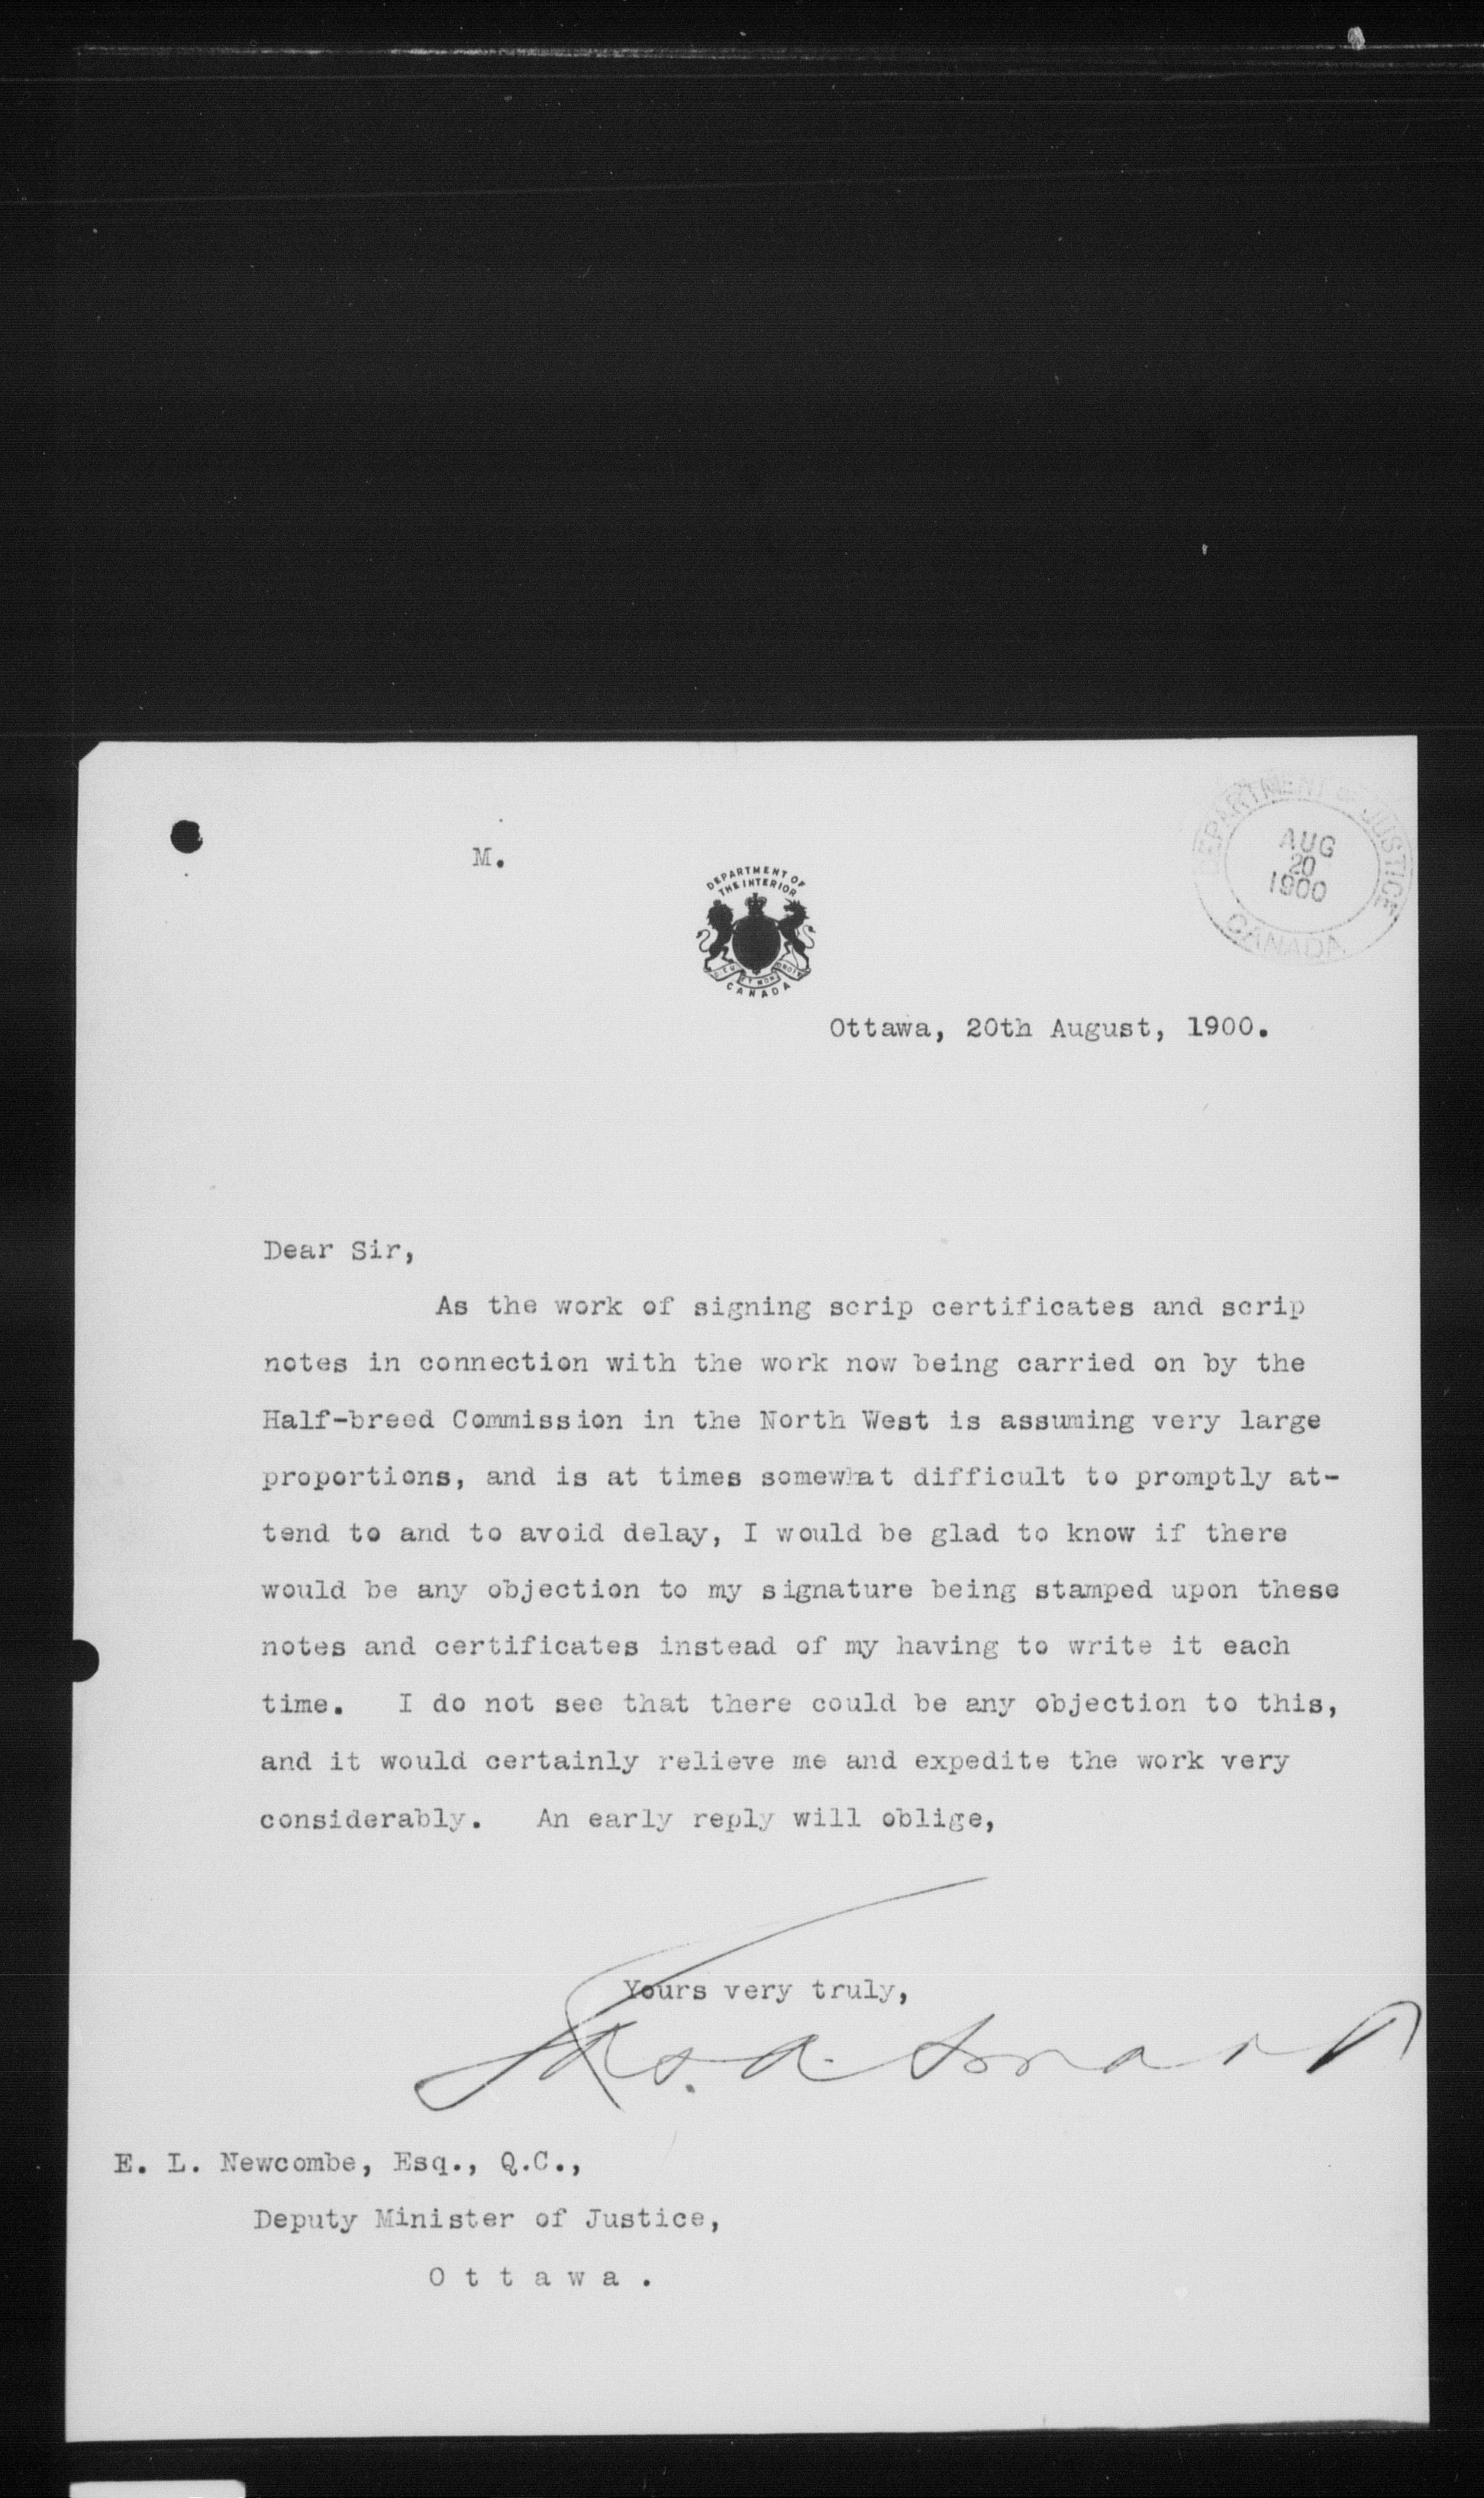 M.
DEPARTMENT OF
THE INTERIOR
CANADA
DEPARTMENT OF JUSTICE
AUG
20
1900
CANADA
Ottawa, 20th August, 1900.
Dear Sir,
As the work of signing scrip certificates and scrip
notes in connection with the work now being carried on by the
Half-breed Commission in the North West is assuming very large
proportions, and is at times somewhat difficult to promptly at-
tend to and to avoid delay, I would be glad to know if there
would be any objection to my signature being stamped upon these
notes and certificates instead of my having to write it each
time. I do not see that there could be any objection to this,
and it would certainly relieve me and expedite the work very
considerably. An early reply will oblige,
Yours very truly,
Jas. A. Smart
E. L. Newcombe, Esq., Q.C.,
Deputy Minister of Justice,
Ottawa.